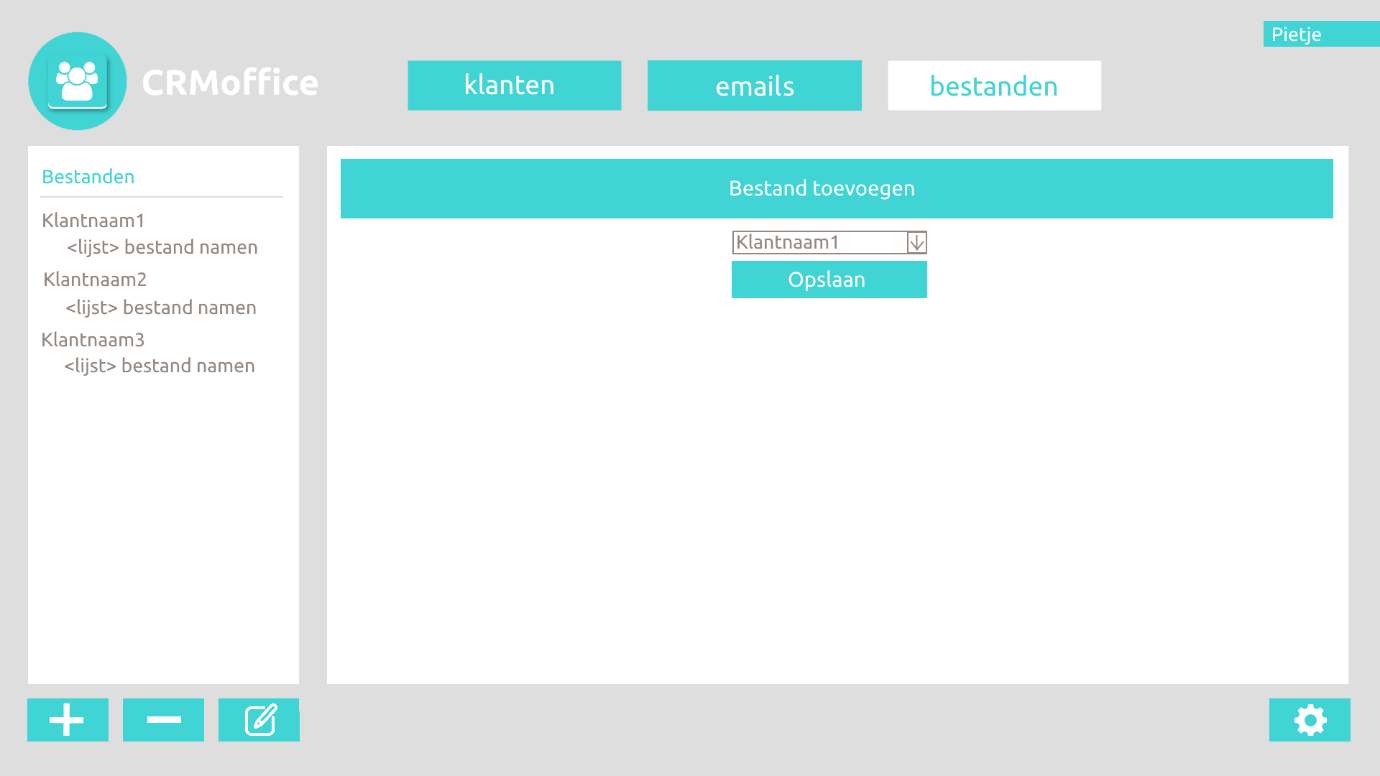 Pietje
CRMoffice
klanten
emails
bestanden
Bestanden
Klantnaam1
<lijst> bestand namen
Klantnaam2
<lijst> bestand namen
Klantnaam3
<lijst> bestand namen
Bestand toevoegen
Klantnaam1
Opslaan